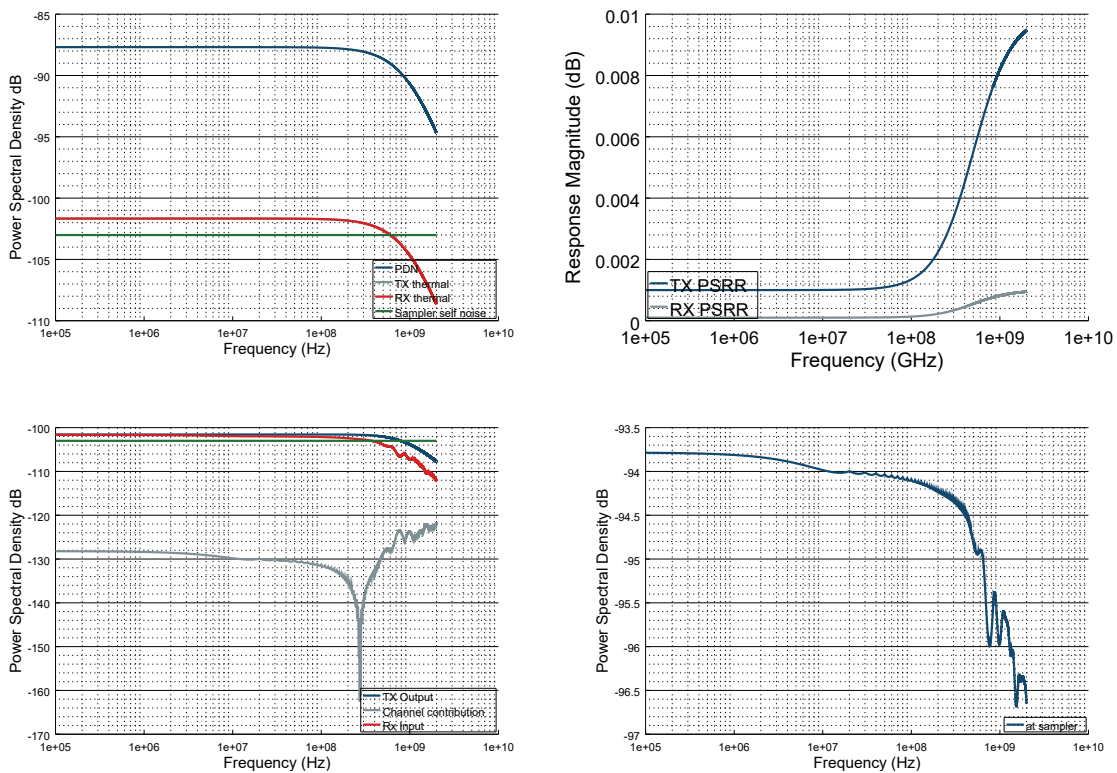 -85
-90
-95
-100
-105
-110
1e+05
1e+06
1e+07
1e+08
1e+09
1e+10
Power Spectral Density dB
Frequency (Hz)
PDN
TX thermal
RX thermal
Sampler self noise
0.01
0.008
0.006
0.004
0.002
0
1e+05
1e+06
1e+07
1e+08
1e+09
1e+10
Response Magnitude (dB)
Frequency (GHz)
TX PSRR
RX PSRR
-100
-110
-120
-130
-140
-150
-160
-170
1e+05
1e+06
1e+07
1e+08
1e+09
1e+10
Power Spectral Density dB
Frequency (Hz)
TX Output
Channel contribution
Rx Input
-93.5
-94
-94.5
-95
-95.5
-96
-96.5
-97
1e+05
1e+06
1e+07
1e+08
1e+09
1e+10
Power Spectral Density dB
Frequency (Hz)
at sampler